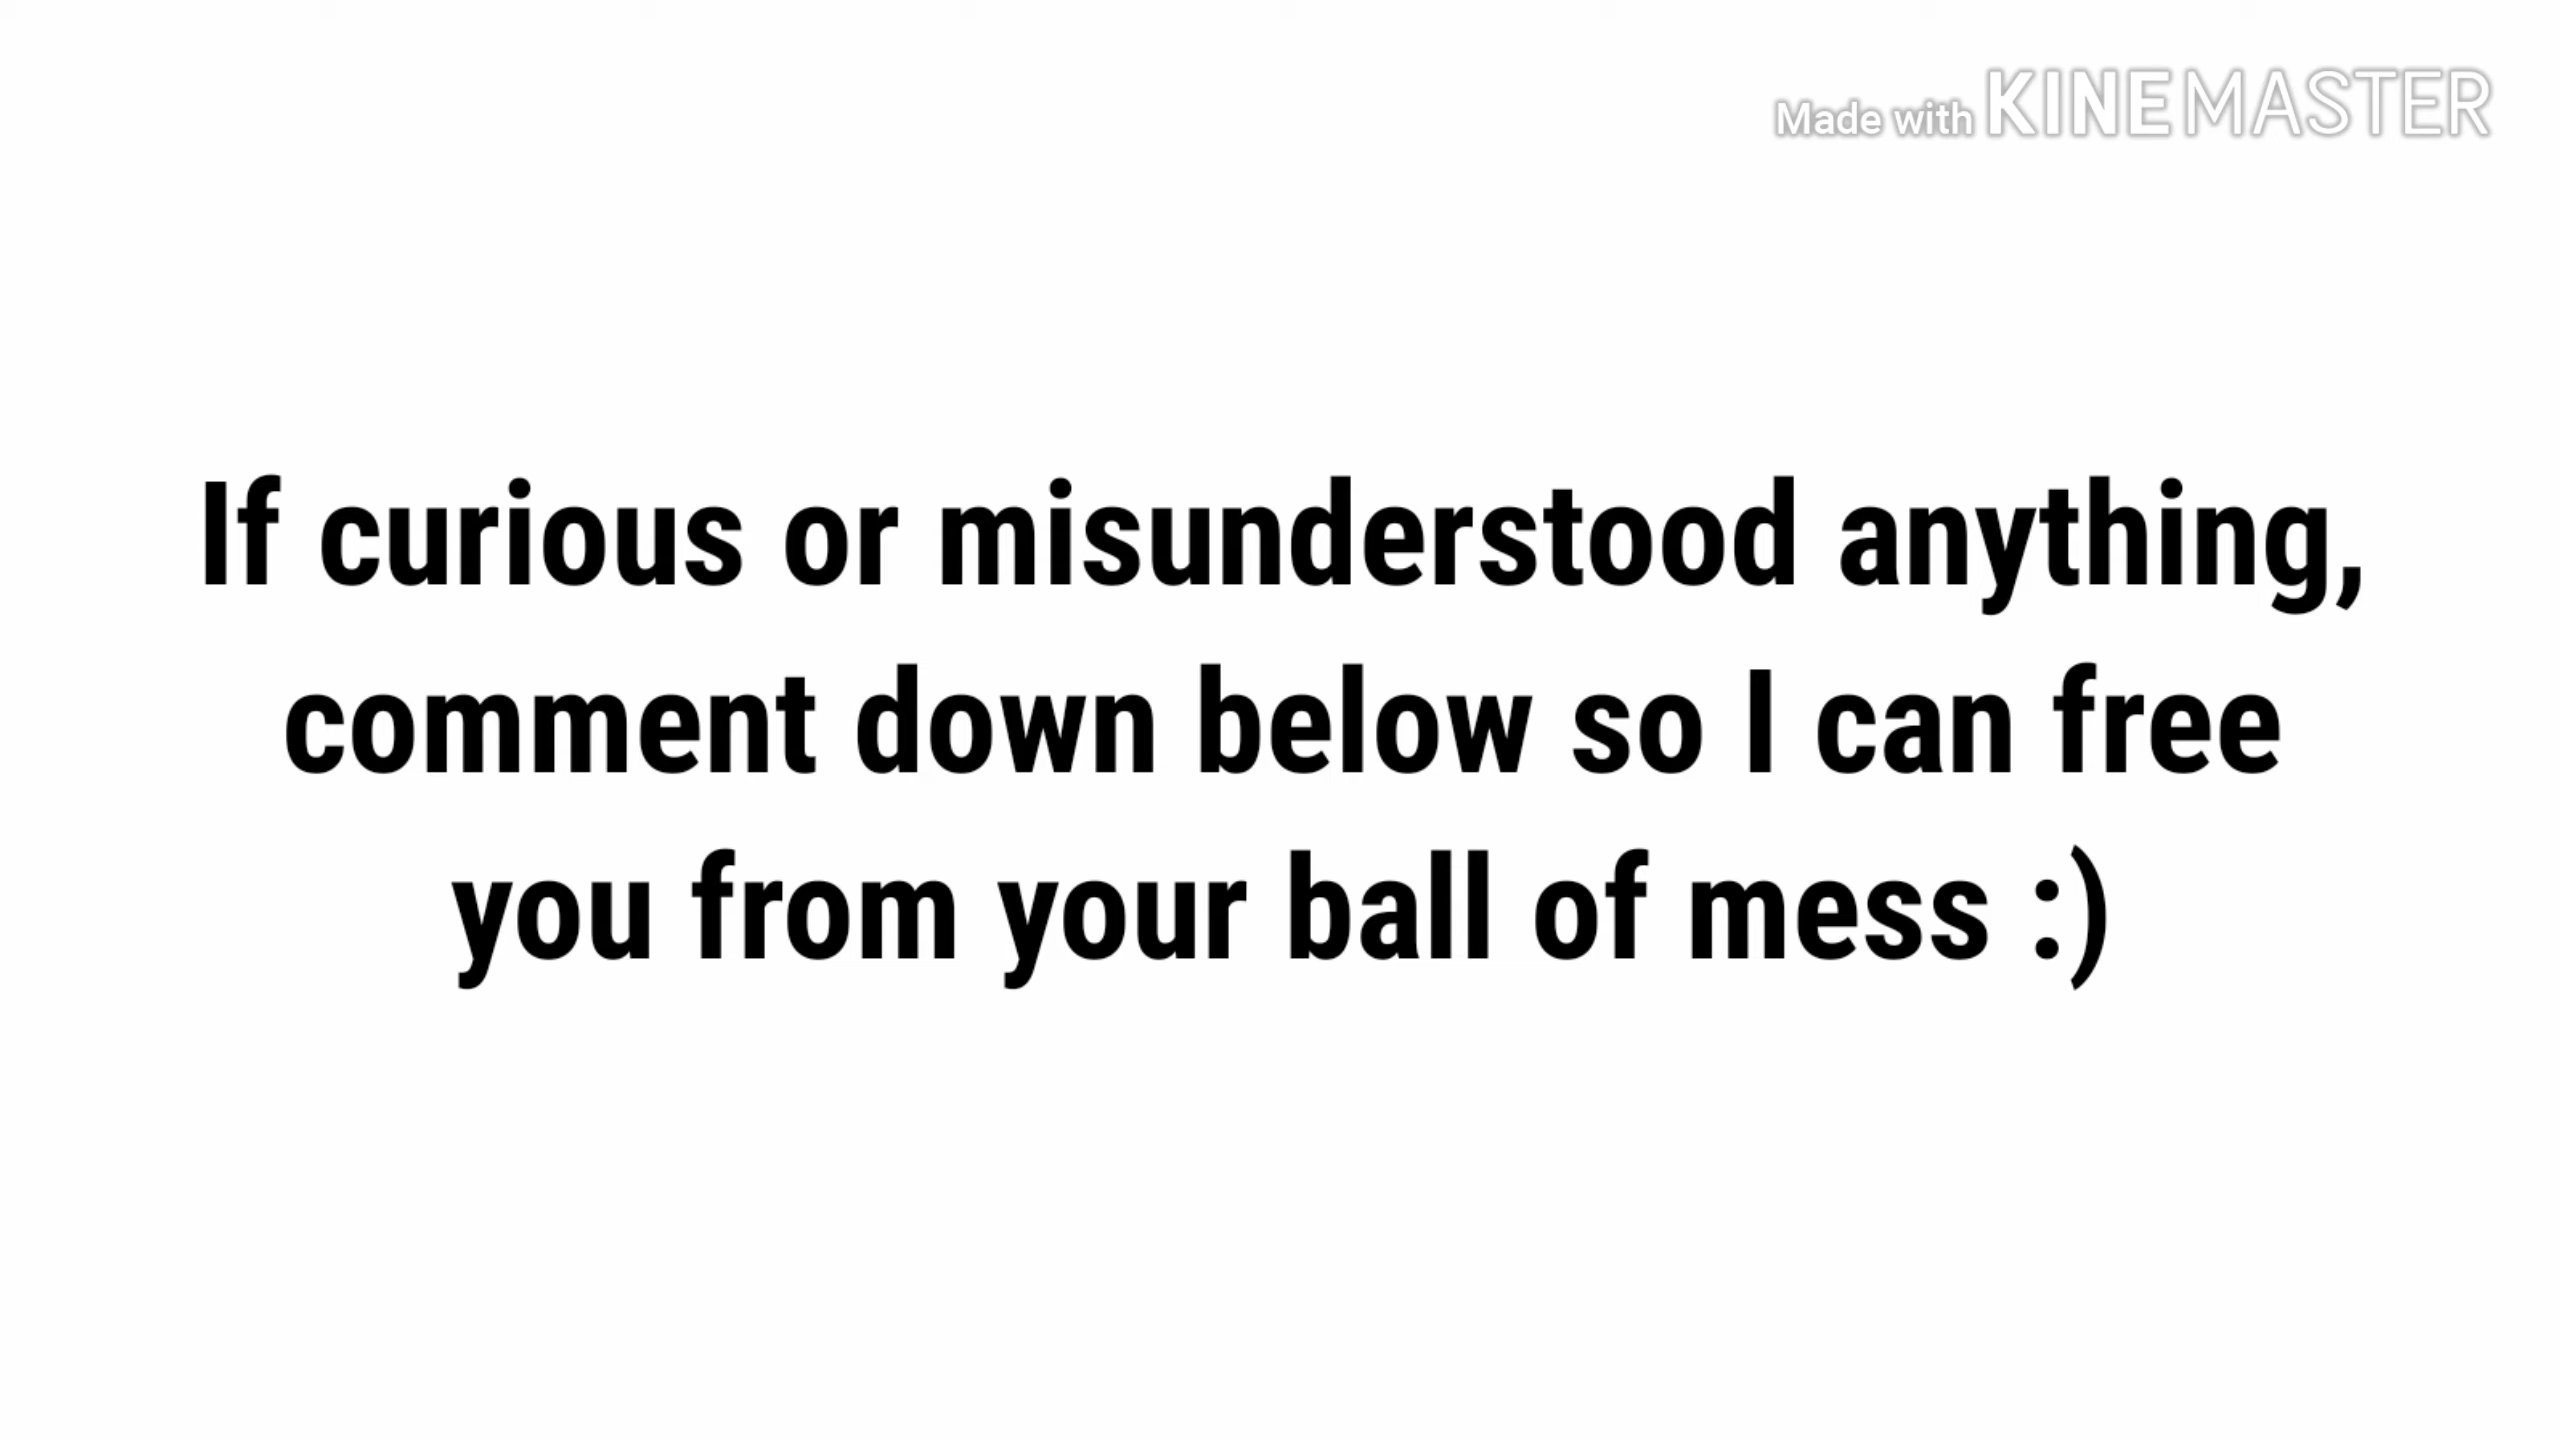 Made with KINEMASTER
If curious or misunderstood anything,
comment down below so I can free
you from your ball of mess :)